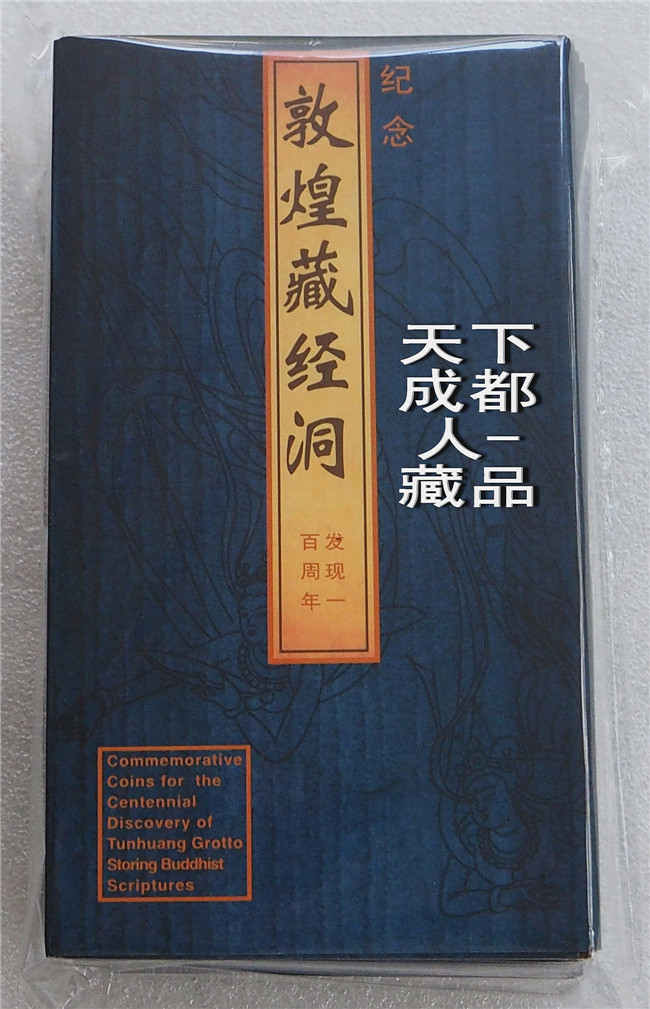 纪念
敦煌藏经洞
发现一
百周年
天下
成都
人-
藏品
Commemorative
Coins for the
Centennial
Discovery of
Tunhuang Grotto
Storing Buddhist
Scriptures